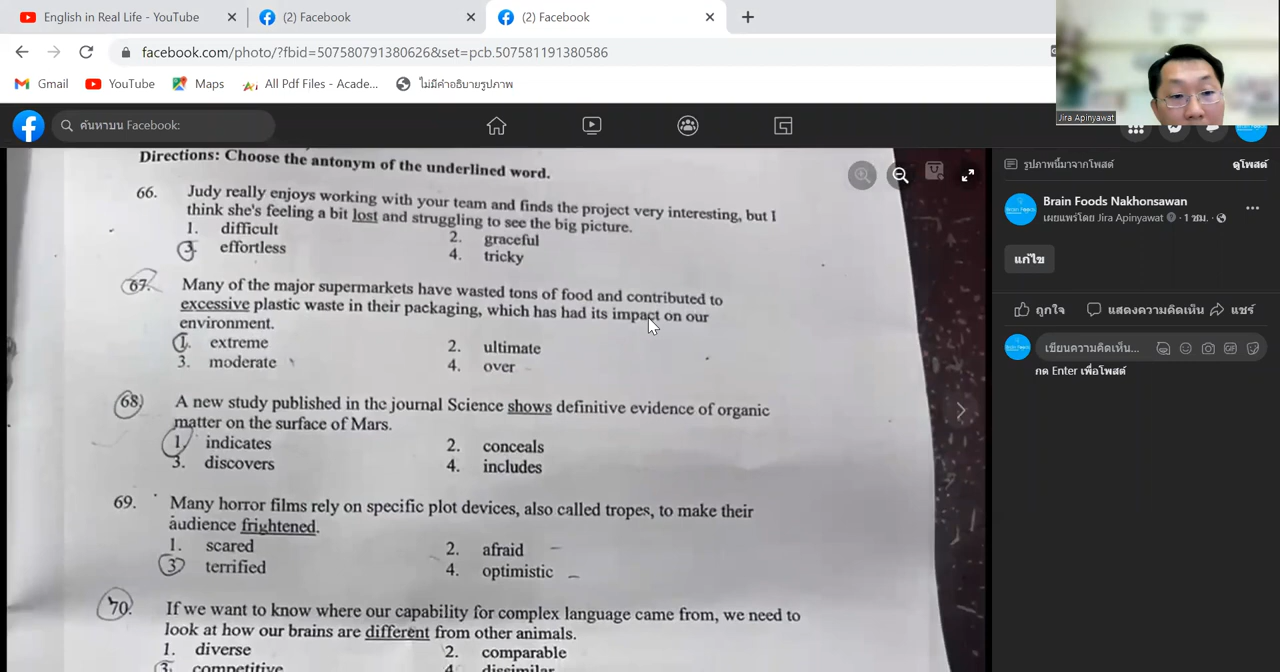 English in Real Life - YouTube
(2) Facebook
(2) Facebook
facebook.com/photo/?fbid=507580791380626&set=pcb.507581191380586
Gmail YouTube Maps All Pdf Files - Acade... ไม่มีคำอธิบายรูปภาพ
Jira Apinyawat
ค้นหาบน Facebook:
Directions: Choose the antonym of the underlined word.
66. Judy really enjoys working with your team and finds the project very interesting, but I
think she's feeling a bit lost and struggling to see the big picture.
1. difficult 2. graceful
3. effortless 4. tricky
67. Many of the major supermarkets have wasted tons of food and contributed to
excessive plastic waste in their packaging, which has had its impact on our
environment.
1. extreme 2. ultimate
3. moderate 4. over
68. A new study published in the journal Science shows definitive evidence of organic
matter on the surface of Mars.
1. indicates 2. conceals
3. discovers 4. includes
69. Many horror films rely on specific plot devices, also called tropes, to make their
audience frightened.
1. scared 2. afraid
3. terrified 4. optimistic
70. If we want to know where our capability for complex language came from, we need to
look at how our brains are different from other animals.
1. diverse 2. comparable
3. competitive 4. dissimilar
รูปภาพนี้มาจากโพสต์ ดูโพสต์
Brain Foods Nakhonsawan
เผยแพร่โดย Jira Apinyawat · 1 ชม. ·
แก้ไข
ถูกใจ แสดงความคิดเห็น แชร์
เขียนความคิดเห็น...
กด Enter เพื่อโพสต์